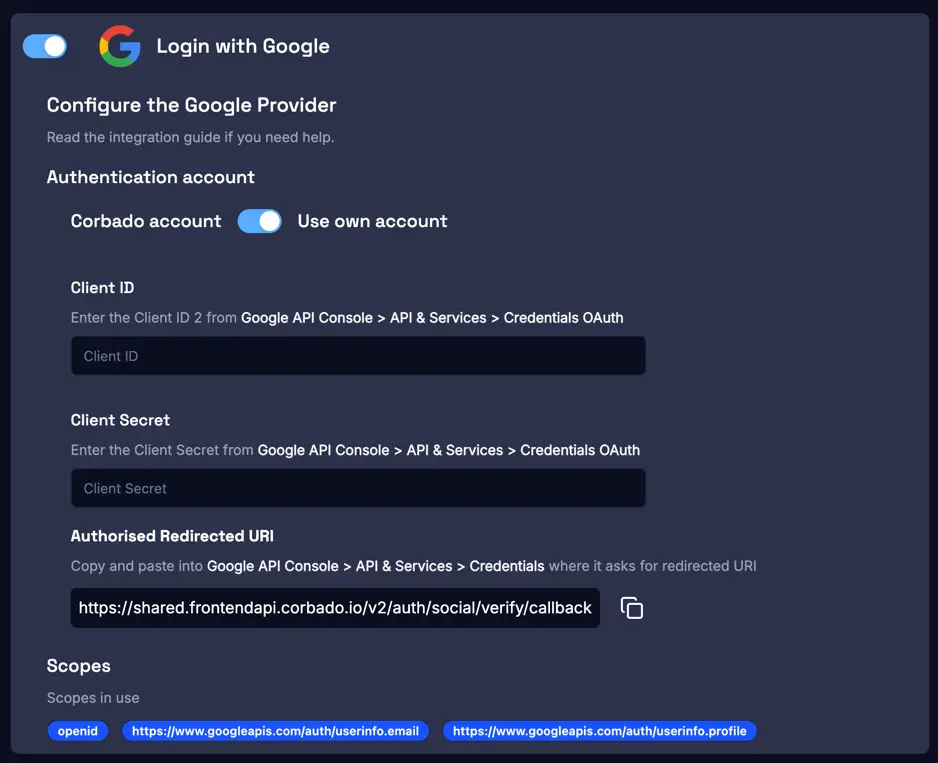 Login with Google
Configure the Google Provider
Read the integration guide if you need help.
Authentication account
Corbado account Use own account
Client ID
Enter the Client ID 2 from Google API Console > API & Services > Credentials OAuth
Client ID
Client Secret
Enter the Client Secret from Google API Console > API & Services > Credentials OAuth
Client Secret
Authorised Redirected URI
Copy and paste into Google API Console > API & Services > Credentials where it asks for redirected URI
https://shared.frontendapi.corbado.io/v2/auth/social/verify/callback
Scopes
Scopes in use
openid https://www.googleapis.com/auth/userinfo.email https://www.googleapis.com/auth/userinfo.profile